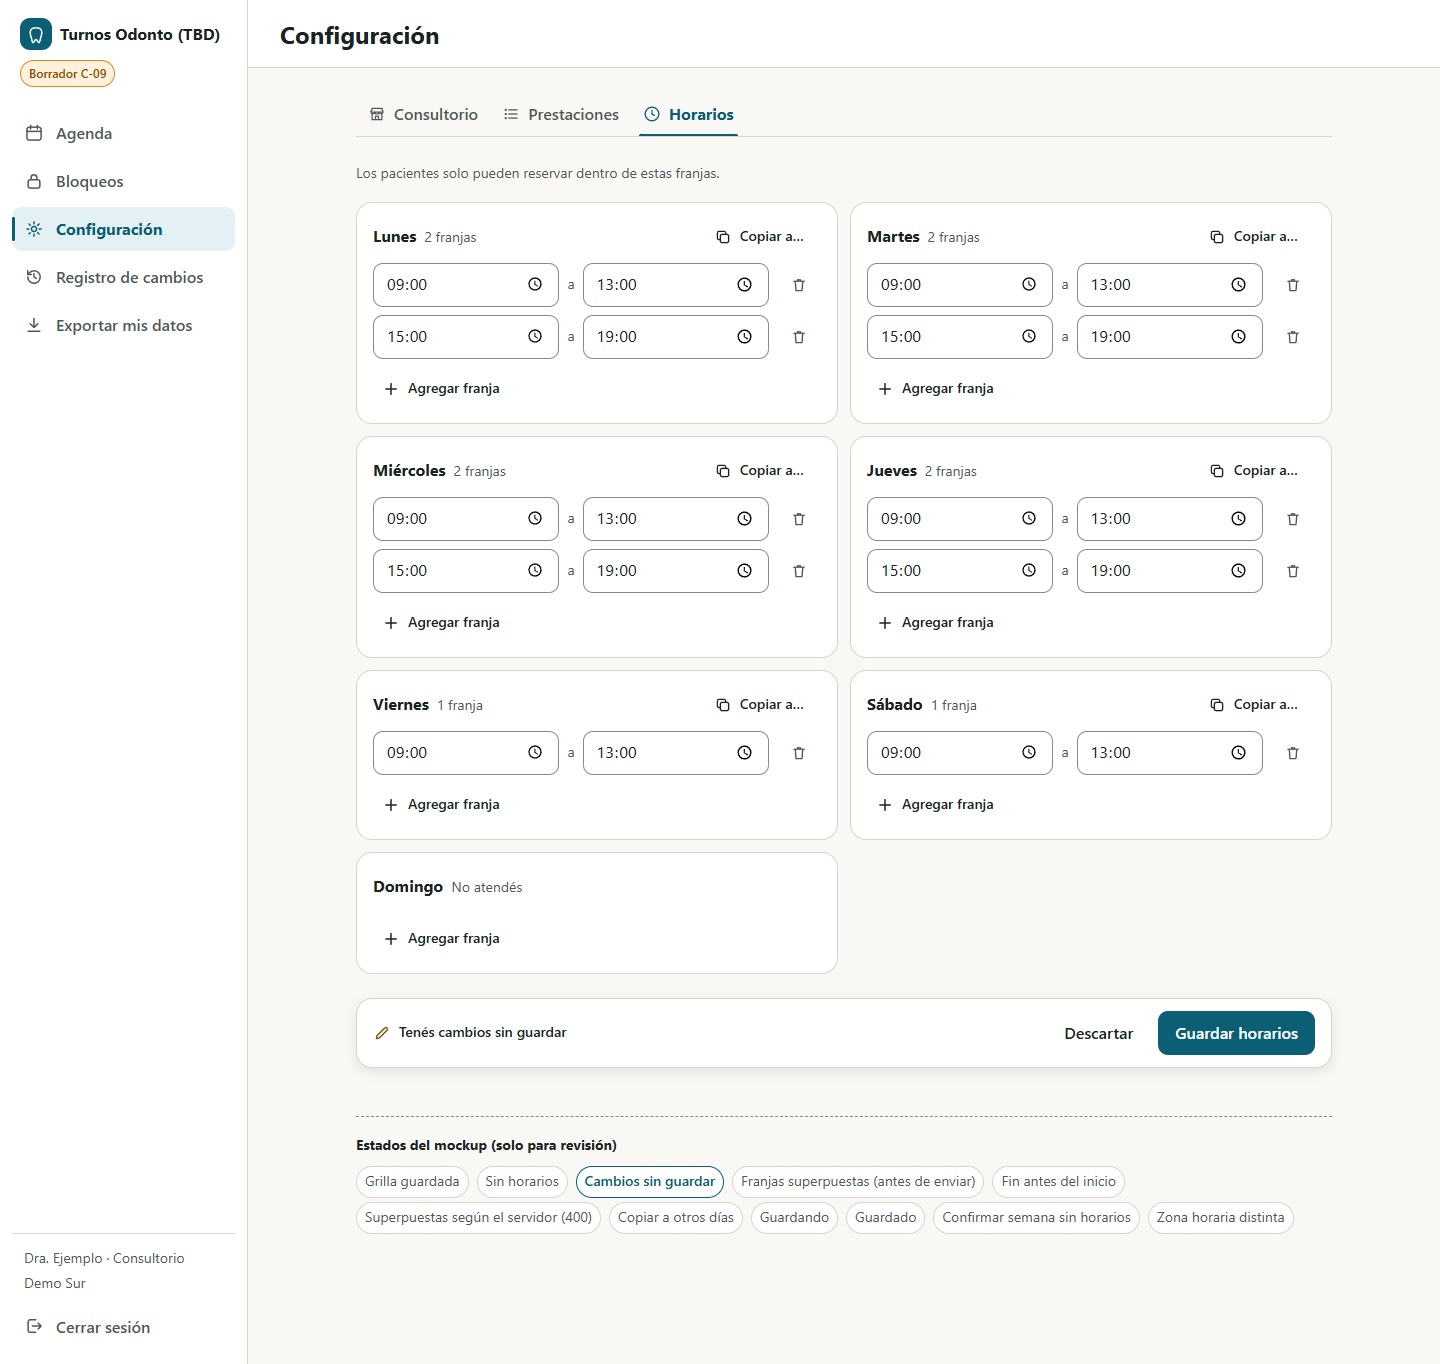 Turnos Odonto (TBD)
Borrador C-09
Agenda
Bloqueos
Configuración
Registro de cambios
Exportar mis datos
Dra. Ejemplo · Consultorio
Demo Sur
Cerrar sesión
Configuración
Consultorio Prestaciones Horarios
Los pacientes solo pueden reservar dentro de estas franjas.
Lunes 2 franjas Copiar a...
09:00 a 13:00
15:00 a 19:00
Agregar franja
Martes 2 franjas Copiar a...
09:00 a 13:00
15:00 a 19:00
Agregar franja
Miércoles 2 franjas Copiar a...
09:00 a 13:00
15:00 a 19:00
Agregar franja
Jueves 2 franjas Copiar a...
09:00 a 13:00
15:00 a 19:00
Agregar franja
Viernes 1 franja Copiar a...
09:00 a 13:00
Agregar franja
Sábado 1 franja Copiar a...
09:00 a 13:00
Agregar franja
Domingo No atendés
Agregar franja
Tenés cambios sin guardar Descartar Guardar horarios
Estados del mockup (solo para revisión)
Grilla guardada Sin horarios Cambios sin guardar Franjas superpuestas (antes de enviar) Fin antes del inicio
Superpuestas según el servidor (400) Copiar a otros días Guardando Guardado Confirmar semana sin horarios Zona horaria distinta